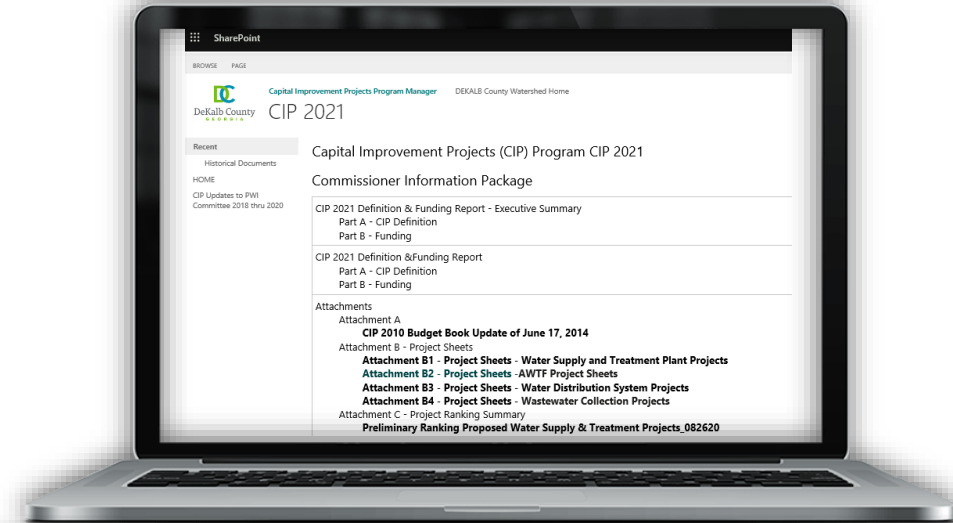 SharePoint
BROWSE PAGE
DC
DeKalb County
GEORGIA
Capital Improvement Projects Program Manager DEKALB County Watershed Home
CIP 2021
Recent
Historical Documents
HOME
CIP Updates to PWI
Committee 2018 thru 2020
Capital Improvement Projects (CIP) Program CIP 2021
Commissioner Information Package
CIP 2021 Definition & Funding Report - Executive Summary
Part A - CIP Definition
Part B - Funding
CIP 2021 Definition &Funding Report
Part A - CIP Definition
Part B - Funding
Attachments
Attachment A
CIP 2010 Budget Book Update of June 17, 2014
Attachment B - Project Sheets
Attachment B1 - Project Sheets - Water Supply and Treatment Plant Projects
Attachment B2 - Project Sheets -AWTF Project Sheets
Attachment B3 - Project Sheets - Water Distribution System Projects
Attachment B4 - Project Sheets - Wastewater Collection Projects
Attachment C - Project Ranking Summary
Preliminary Ranking Proposed Water Supply & Treatment Projects_082620